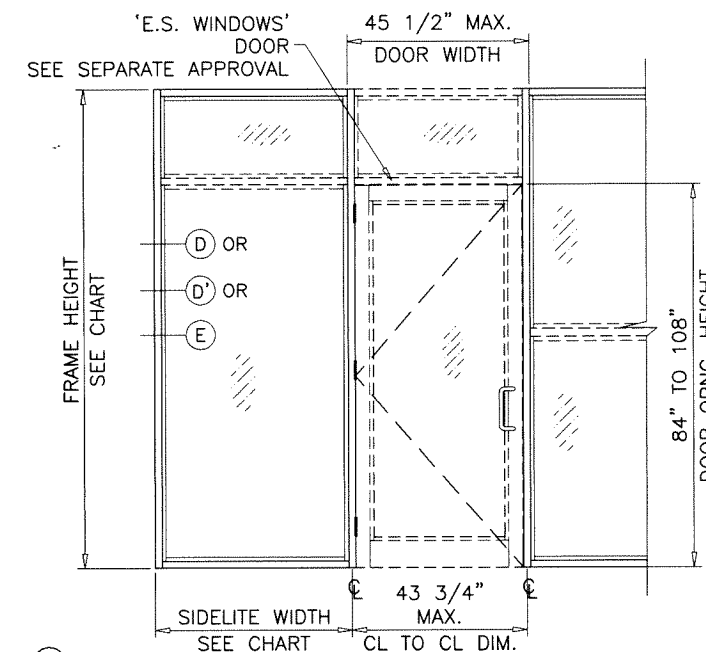 'E.S. WINDOWS'
DOOR
SEE SEPARATE APPROVAL
45 1/2" MAX.
DOOR WIDTH
D OR
D' OR
E
FRAME HEIGHT
SEE CHART
84" TO 108"
DOOR OPNG. HEIGHT
SIDELITE WIDTH
SEE CHART
℄
43 3/4"
MAX.
CL TO CL DIM.
℄